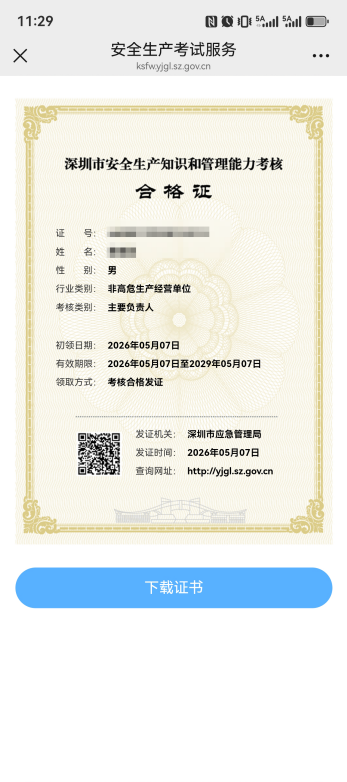 11:29
5A
5A
安全生产考试服务
ksfw.yjgl.sz.gov.cn
深圳市安全生产知识和管理能力考核
合格证
证 号：
姓 名：
性 别： 男
行业类别： 非高危生产经营单位
考核类别： 主要负责人
初领日期： 2026年05月07日
有效期限： 2026年05月07日至2029年05月07日
领取方式： 考核合格发证
发证机关： 深圳市应急管理局
发证时间： 2026年05月07日
查询网址： http://yjgl.sz.gov.cn
下载证书